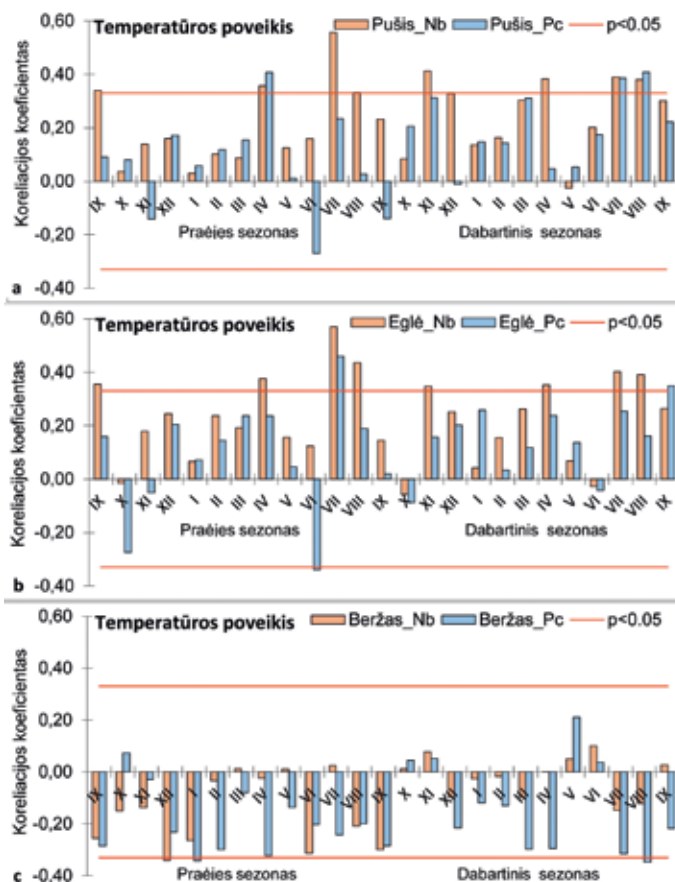 Temperatūros poveikis
Pušis_Nb Pušis_Pc p<0.05
Koreliacijos koeficientas
0,60
0,40
0,20
0,00
-0,20
-0,40
IX X XI XII I II III IV V VI VII VIII IX X XI XII I II III IV V VI VII VIII IX
Praėjęs sezonas Dabartinis sezonas
a
Temperatūros poveikis
Eglė_Nb Eglė_Pc p<0.05
Koreliacijos koeficientas
0,60
0,40
0,20
0,00
-0,20
-0,40
IX X XI XII I II III IV V VI VII VIII IX X XI XII I II III IV V VI VII VIII IX
Praėjęs sezonas Dabartinis sezonas
b
Temperatūros poveikis
Beržas_Nb Beržas_Pc p<0.05
Koreliacijos koeficientas
0,60
0,40
0,20
0,00
-0,20
-0,40
IX X XI XII I II III IV V VI VII VIII IX X XI XII I II III IV V VI VII VIII IX
Praėjęs sezonas Dabartinis sezonas
c